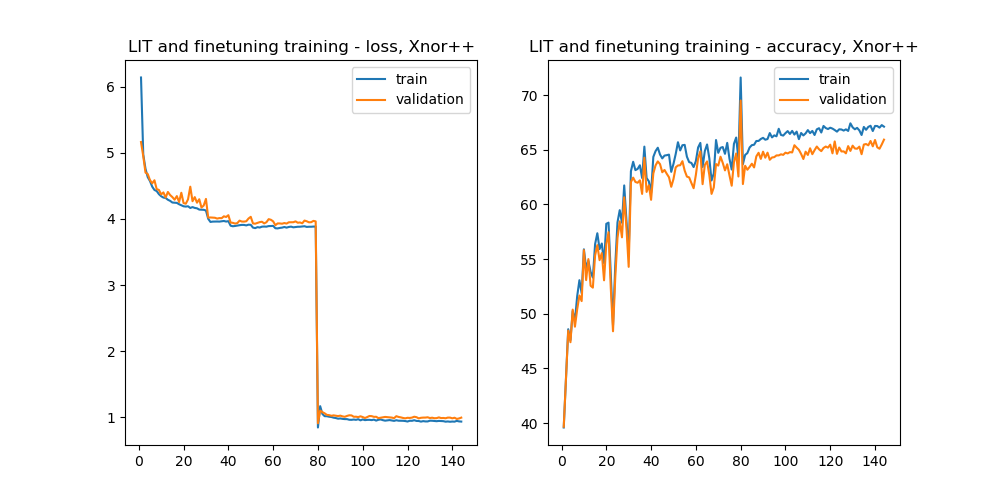 LIT and finetuning training - loss, Xnor++
train
validation
6
5
4
3
2
1
0 20 40 60 80 100 120 140
LIT and finetuning training - accuracy, Xnor++
train
validation
70
65
60
55
50
45
40
0 20 40 60 80 100 120 140